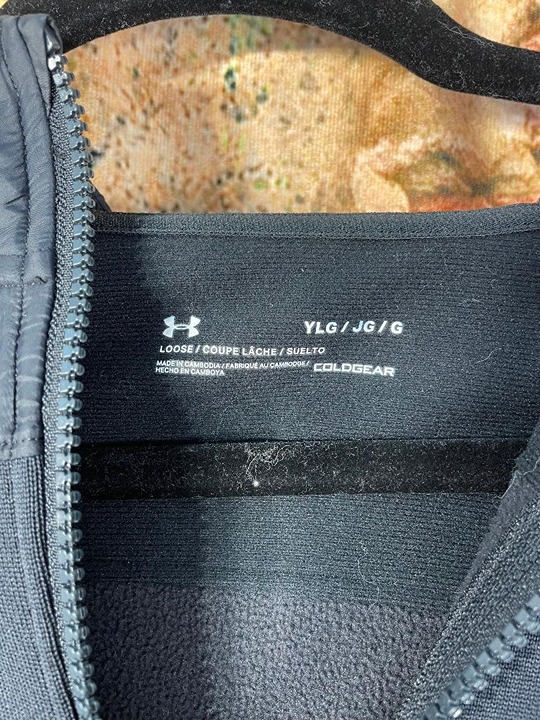 YLG / JG / G
LOOSE / COUPE LÂCHE / SUELTO
MADE IN CAMBODIA / FABRIQUÉ AU CAMBODGE /
HECHO EN CAMBOYA
COLDGEAR